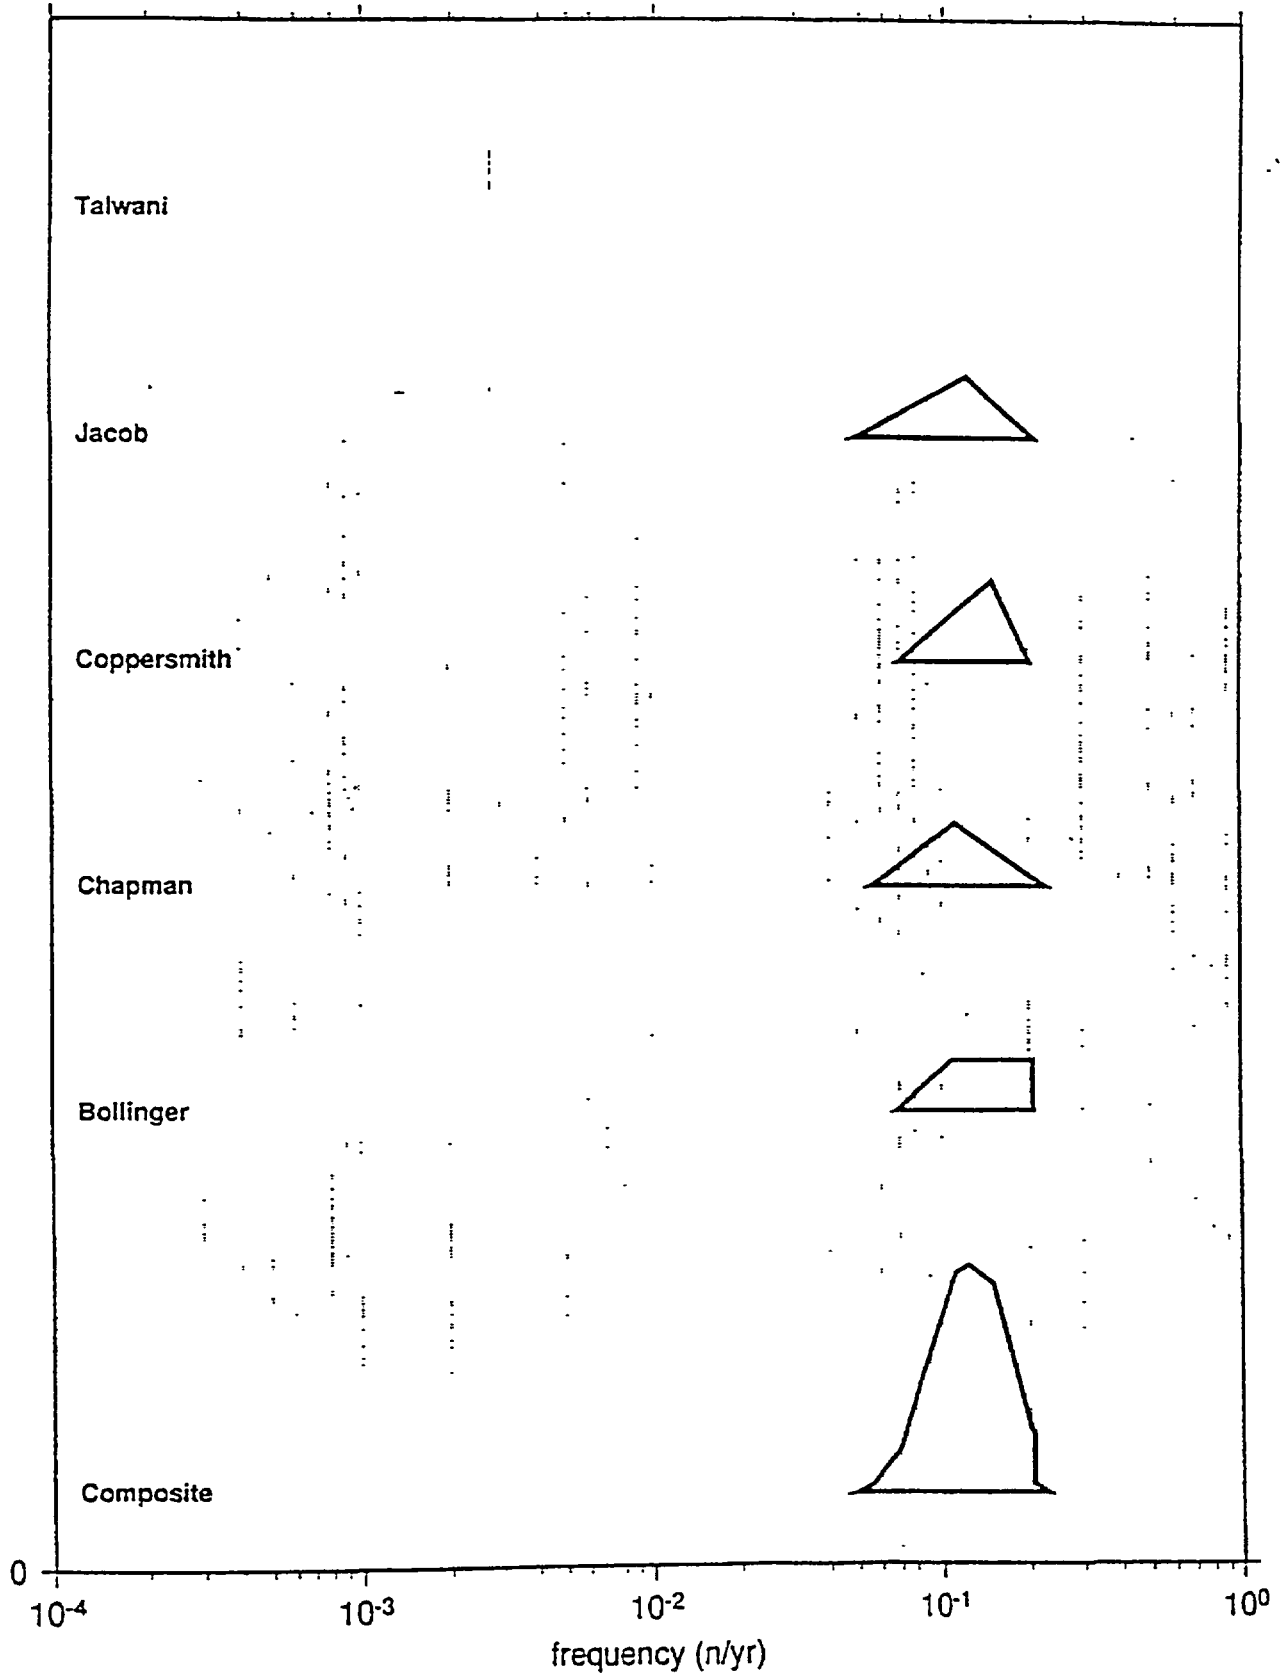 Talwani
Jacob
Coppersmith
Chapman
Bollinger
Composite
0
10-4 10-3 10-2 10-1 100
frequency (n/yr)